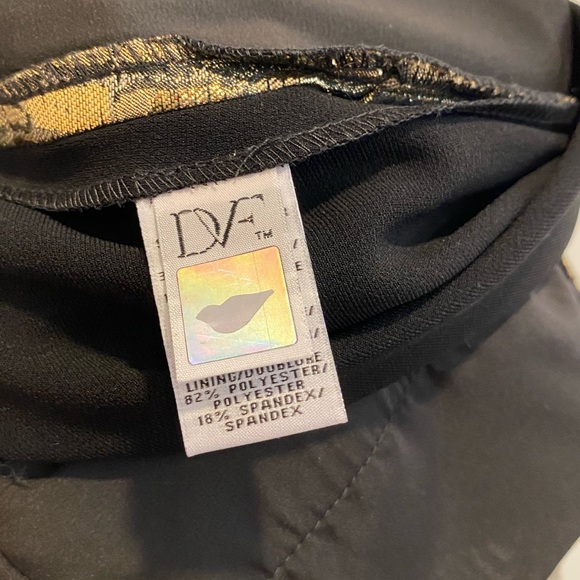 DVF™
LINING/DOUBLURE
82% POLYESTER/
POLYESTER
18% SPANDEX/
SPANDEX